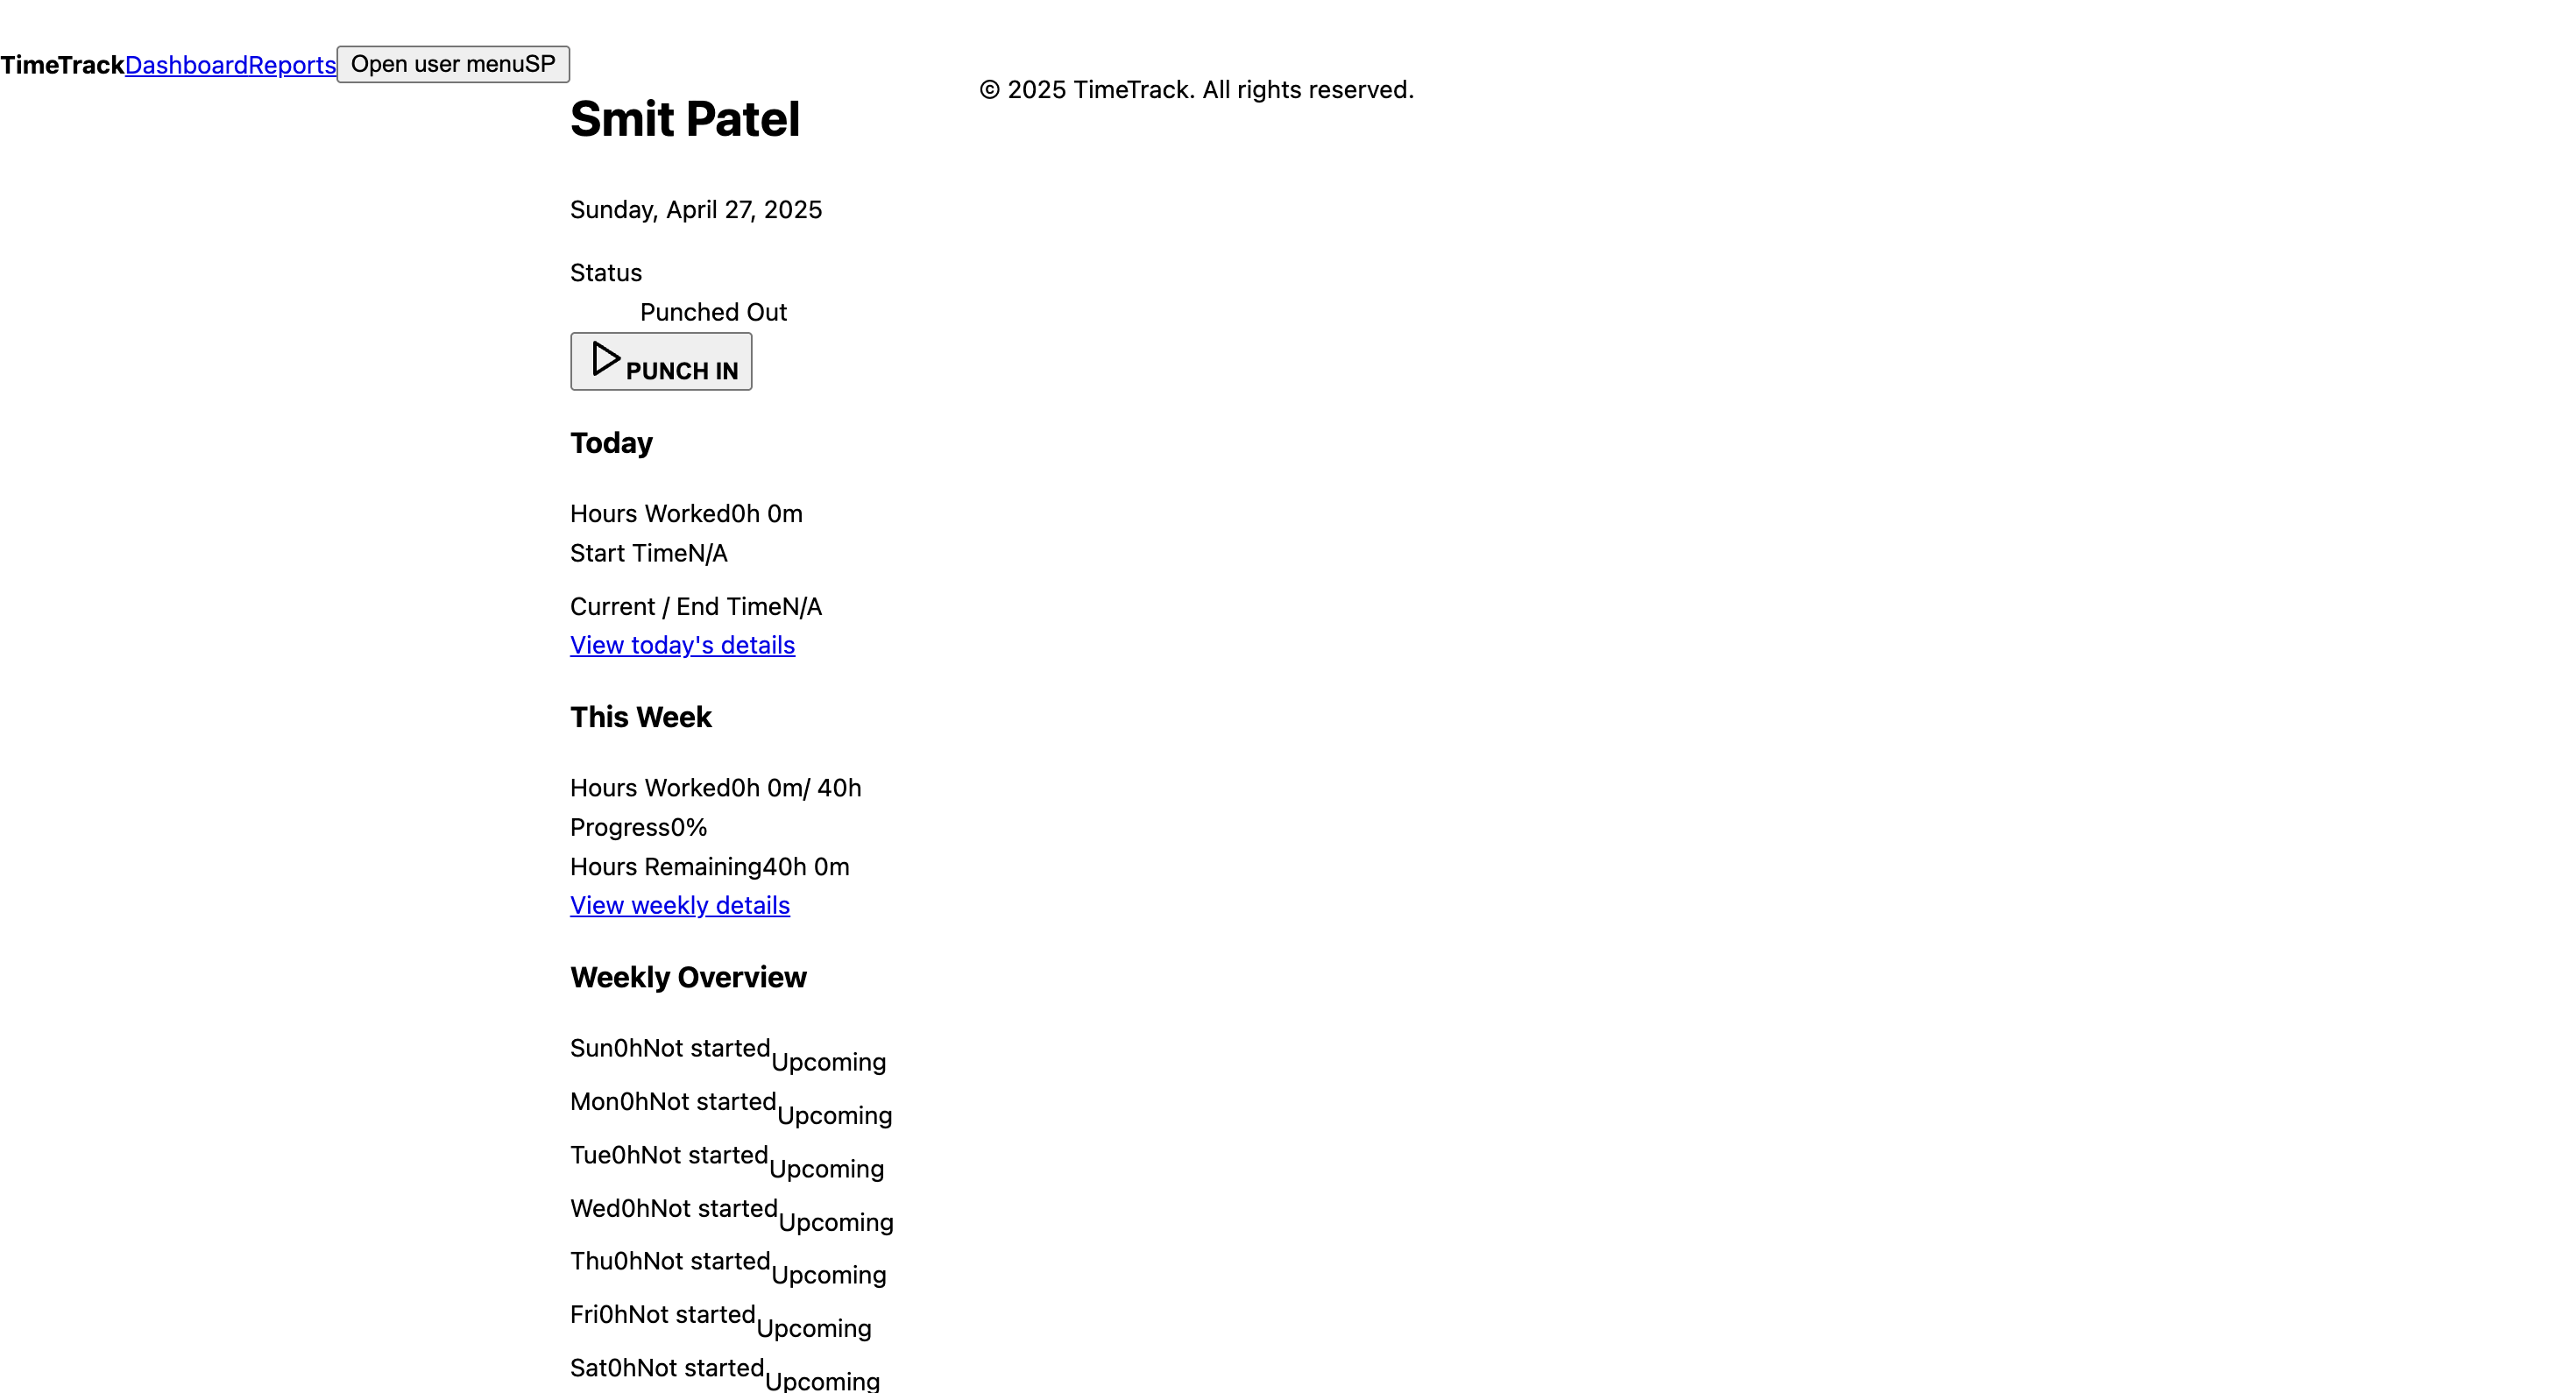 TimeTrackDashboardReportsOpen user menuSP
Smit Patel
Sunday, April 27, 2025
Status
Punched Out
PUNCH IN
Today
Hours Worked0h 0m
Start TimeN/A
Current / End TimeN/A
View today's details
This Week
Hours Worked0h 0m/ 40h
Progress0%
Hours Remaining40h 0m
View weekly details
Weekly Overview
Sun0hNot startedUpcoming
Mon0hNot startedUpcoming
Tue0hNot startedUpcoming
Wed0hNot startedUpcoming
Thu0hNot startedUpcoming
Fri0hNot startedUpcoming
Sat0hNot startedUpcoming
© 2025 TimeTrack. All rights reserved.